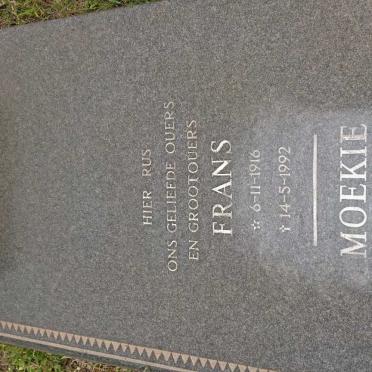 HIER RUS
ONS GELIEFDE OUERS
EN GROOTOUERS
FRANS
☆ 6-11-1916
✝ 14-5-1992
MOEKIE